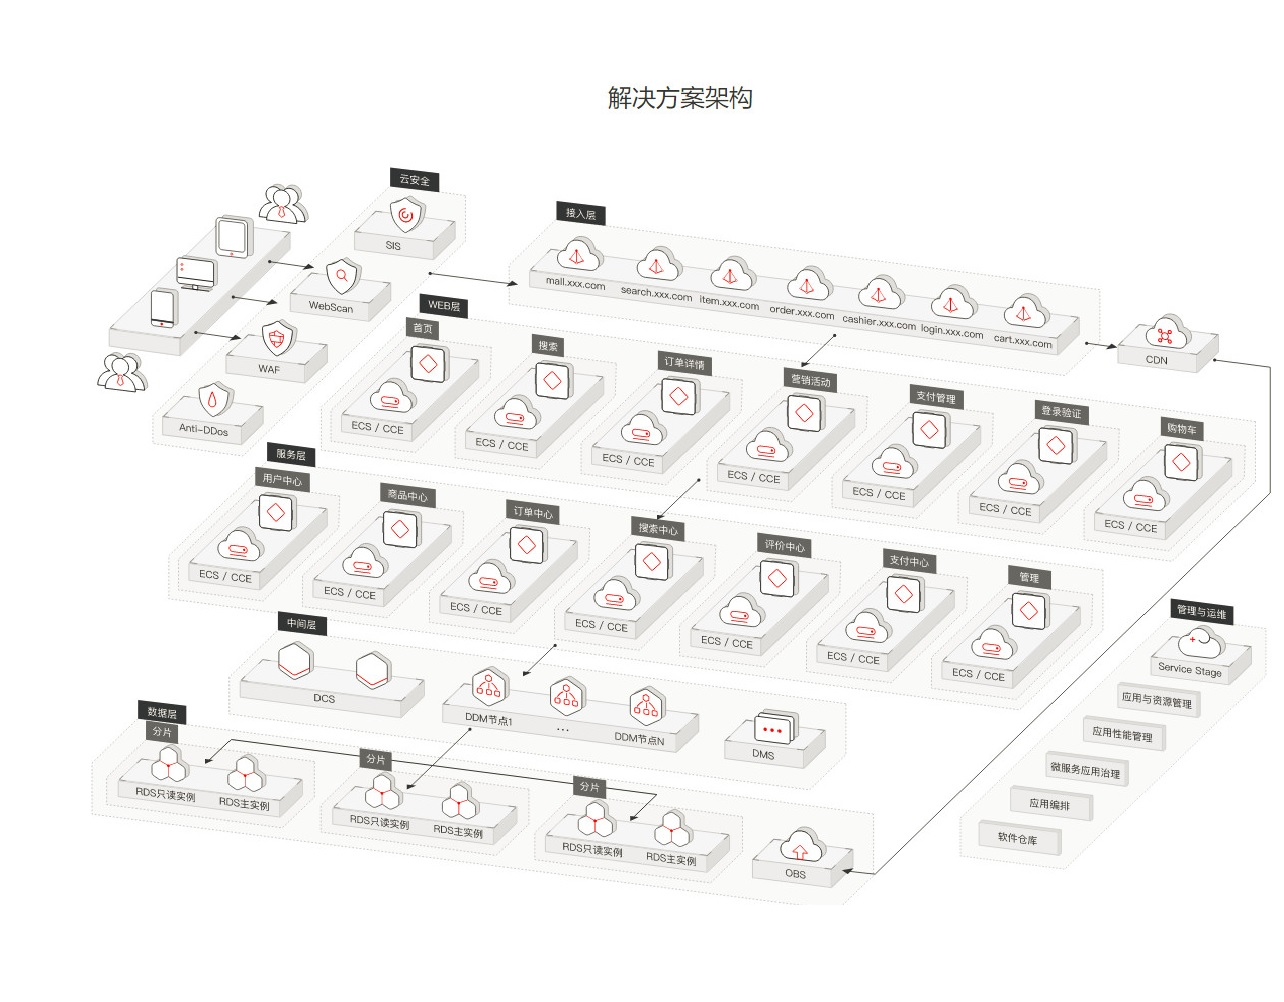 解决方案架构
云安全
SIS
WebScan
WAF
Anti-DDos
接入层
mall.xxx.com
search.xxx.com
item.xxx.com
order.xxx.com
cashier.xxx.com
login.xxx.com
cart.xxx.com
CDN
WEB层
首页
ECS / CCE
搜索
ECS / CCE
订单详情
ECS / CCE
营销活动
ECS / CCE
支付管理
ECS / CCE
登录验证
ECS / CCE
购物车
ECS / CCE
服务层
用户中心
ECS / CCE
商品中心
ECS / CCE
订单中心
ECS / CCE
搜索中心
ECS / CCE
评价中心
ECS / CCE
支付中心
ECS / CCE
管理
ECS / CCE
中间层
DCS
DDM节点1
...
DDM节点N
DMS
数据层
分片
RDS只读实例
RDS主实例
分片
RDS只读实例
RDS主实例
分片
RDS只读实例
RDS主实例
OBS
管理与运维
Service Stage
应用与资源管理
应用性能管理
微服务应用治理
应用编排
软件仓库